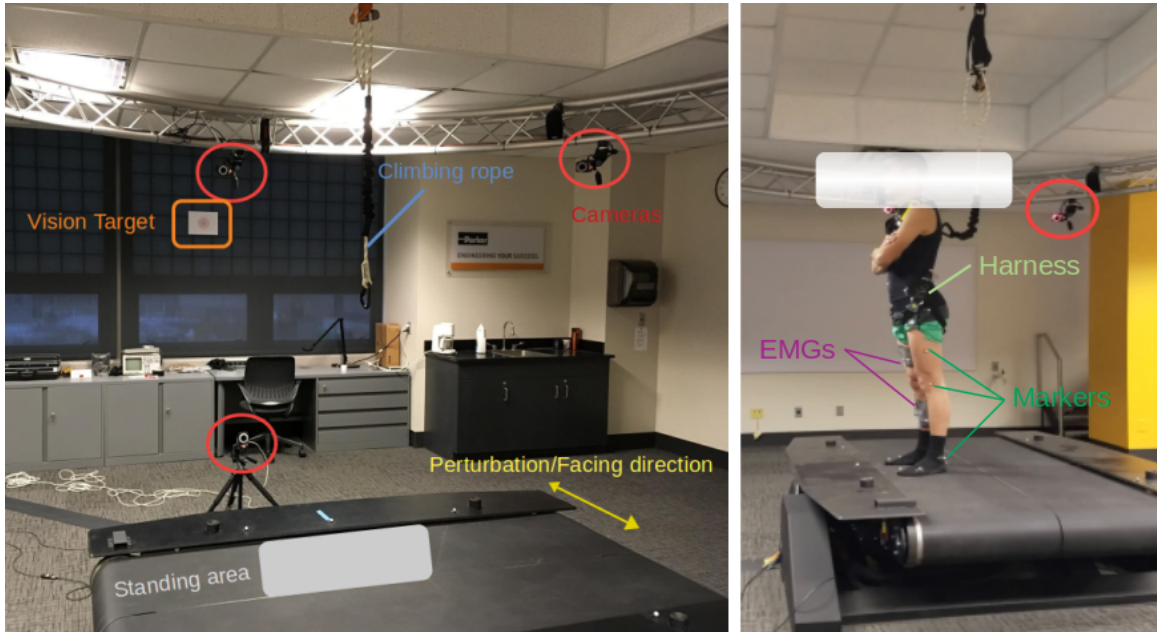 Climbing rope
Vision Target
Cameras
Parker
ENGINEERING YOUR SUCCESS.
Perturbation/Facing direction
Standing area
Harness
EMGs
Markers